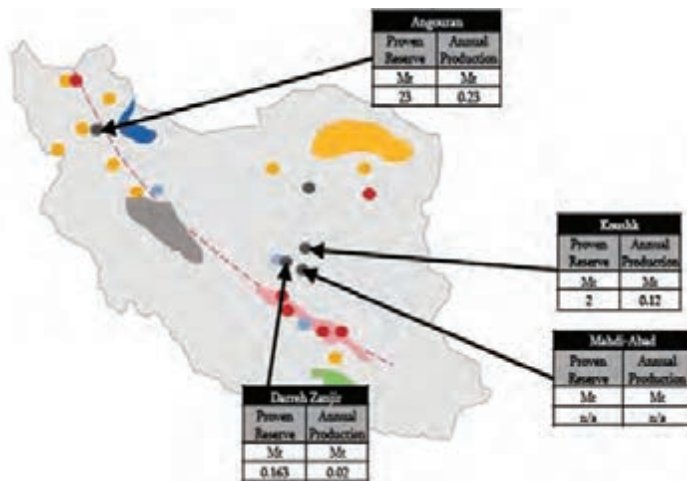 Angouran
Proven Reserve Annual Production
Mt Mt
23 0.23
Koushk
Proven Reserve Annual Production
Mt Mt
2 0.12
Mahdi-Abad
Proven Reserve Annual Production
Mt Mt
n/a n/a
Darreh Zanjir
Proven Reserve Annual Production
Mt Mt
0.163 0.02